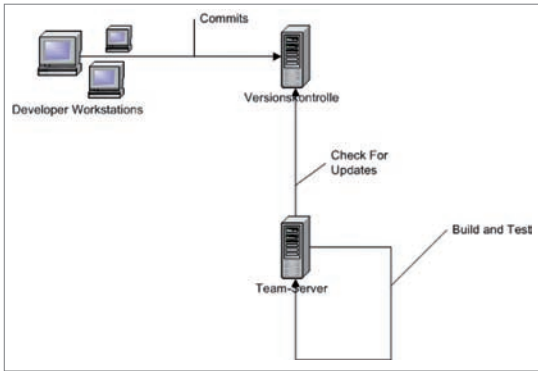 Commits
Developer Workstations
Versionskontrolle
Check For
Updates
Build and Test
Team-Server